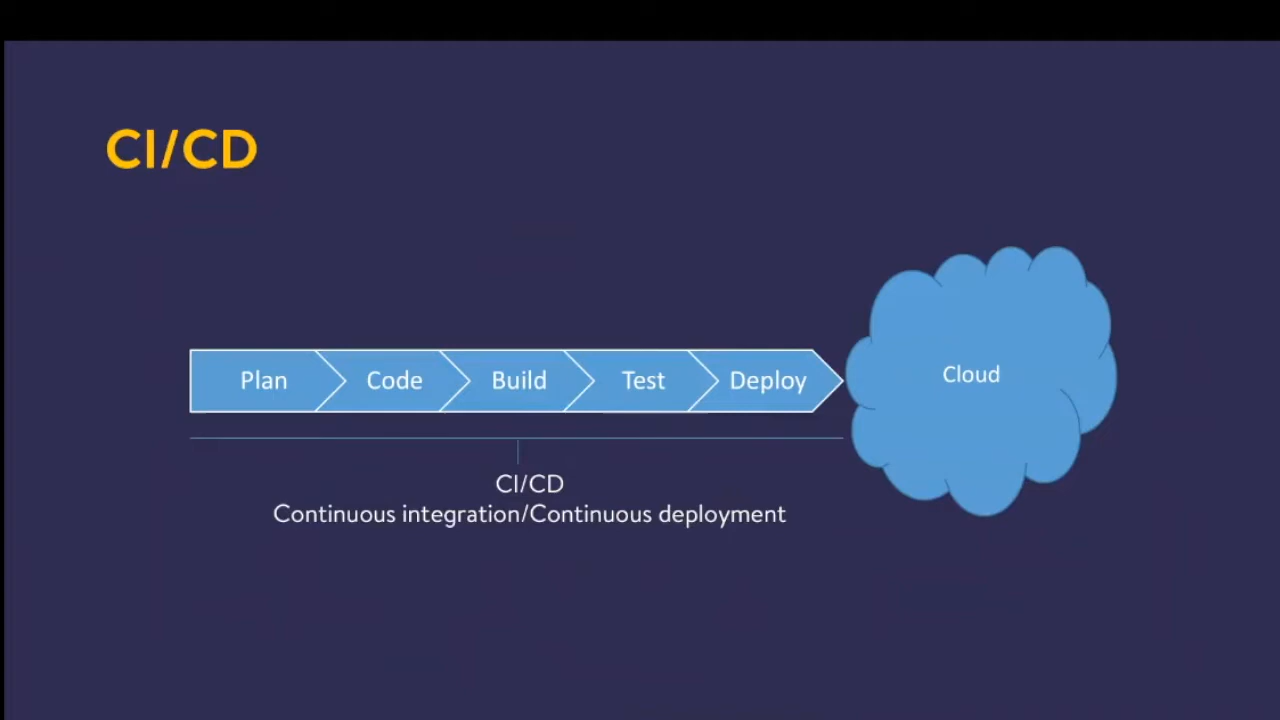 CI/CD
Plan
Code
Build
Test
Deploy
Cloud
CI/CD
Continuous integration/Continuous deployment